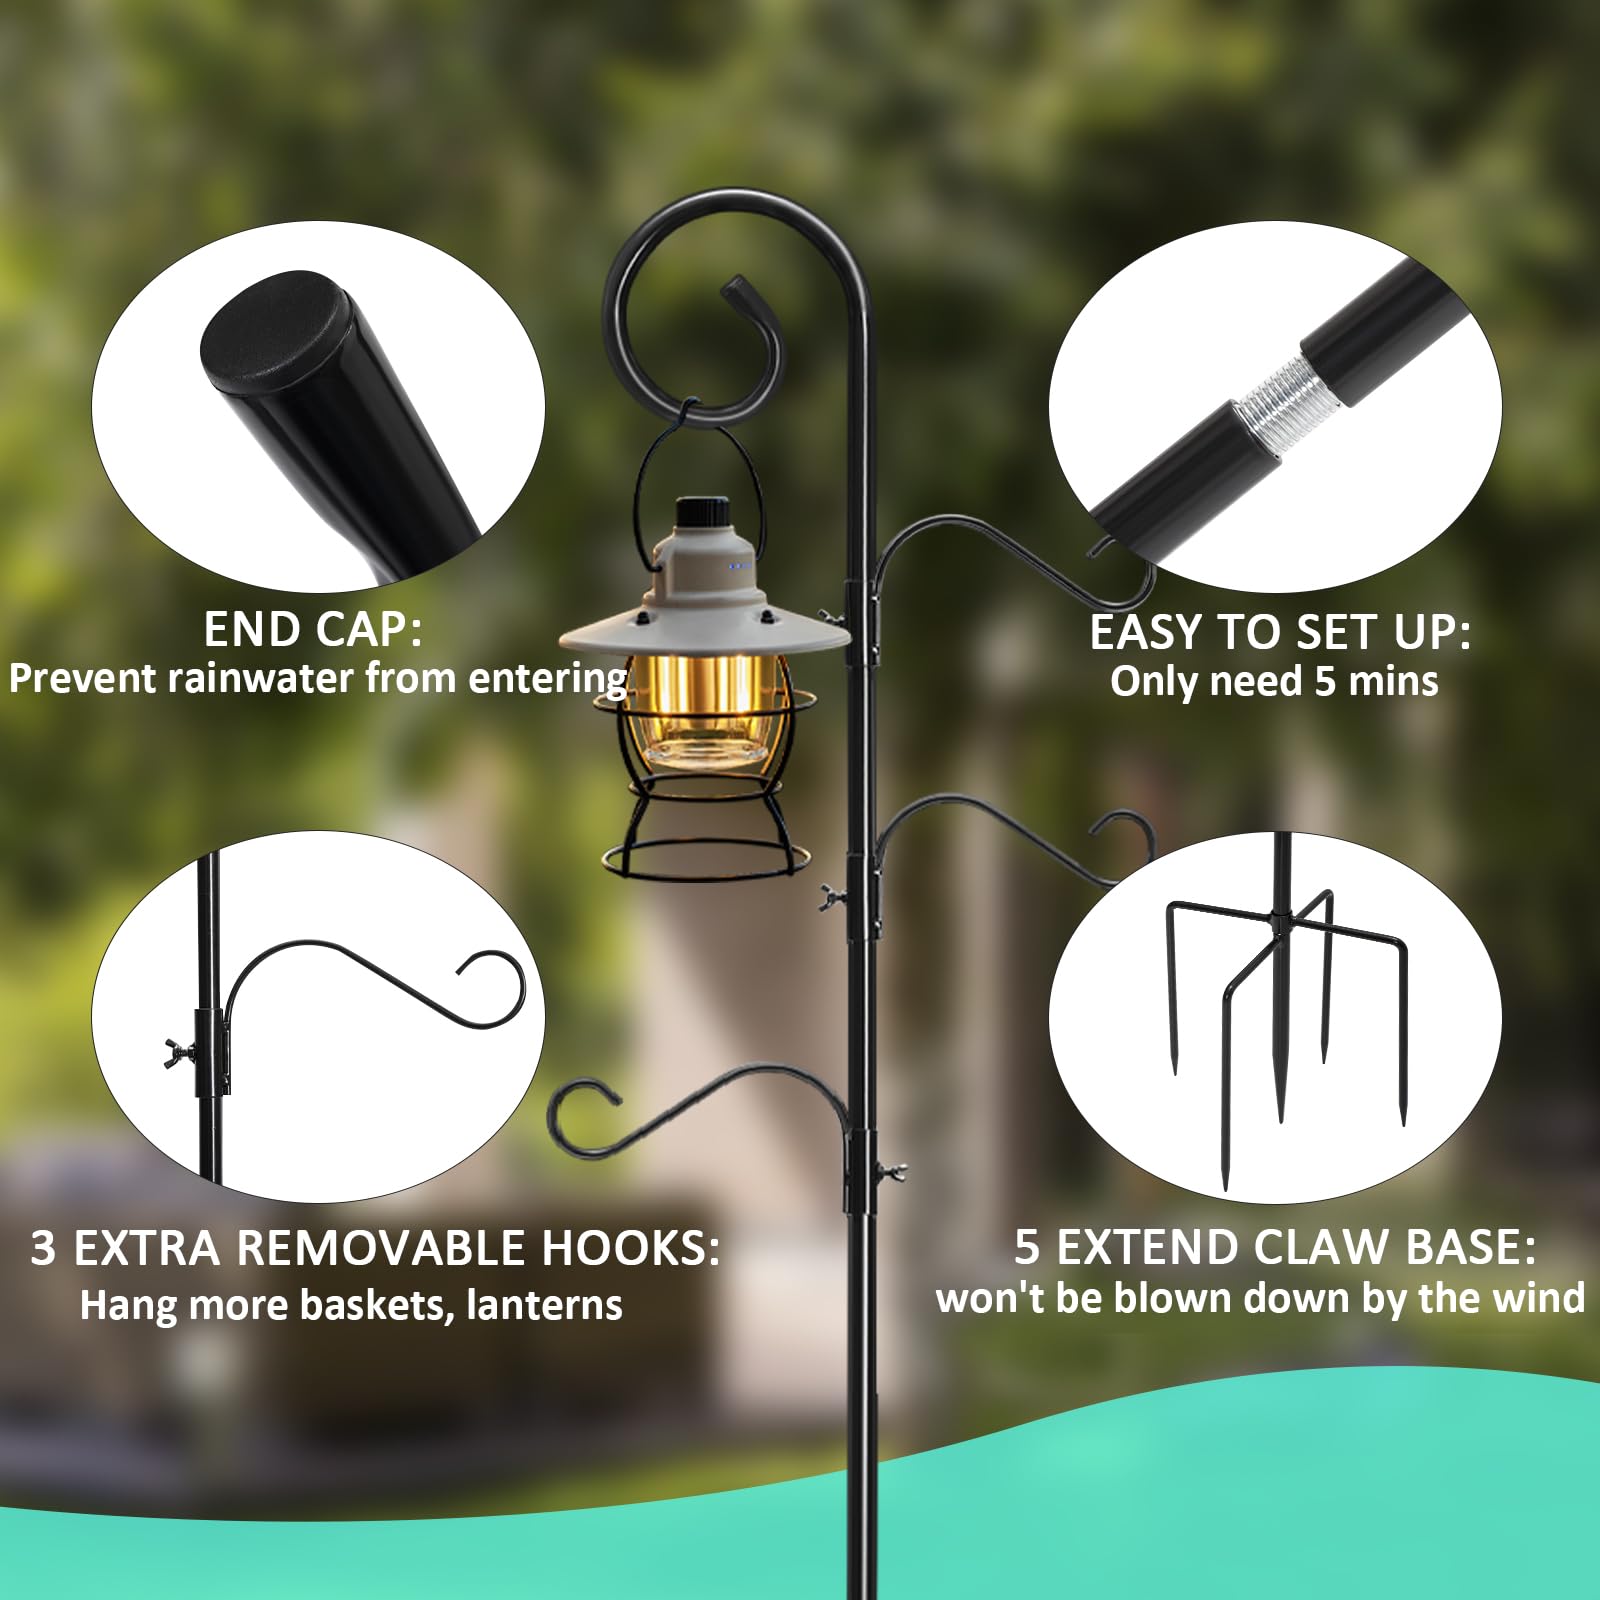 END CAP:
Prevent rainwater from entering
EASY TO SET UP:
Only need 5 mins
3 EXTRA REMOVABLE HOOKS:
Hang more baskets, lanterns
5 EXTEND CLAW BASE:
won't be blown down by the wind